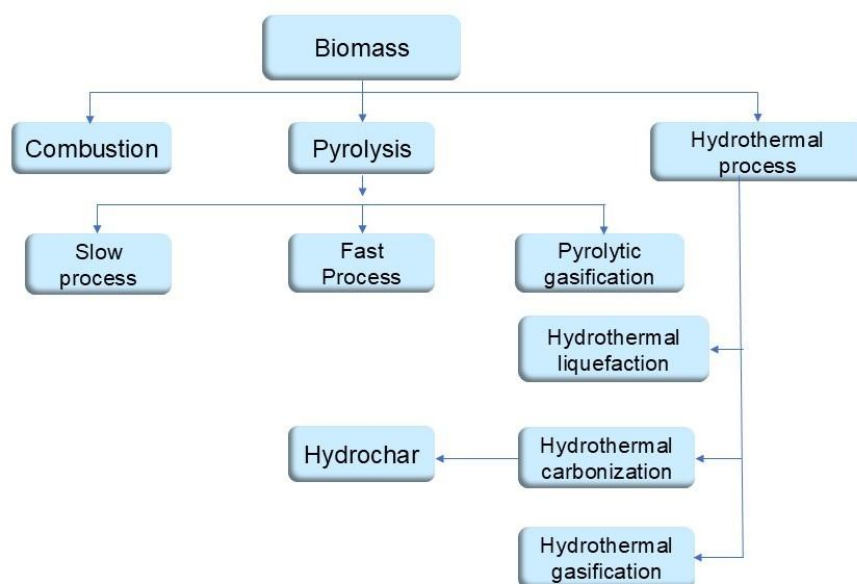 Biomass
Combustion
Pyrolysis
Hydrothermal
process
Slow
process
Fast
Process
Pyrolytic
gasification
Hydrothermal
liquefaction
Hydrochar
Hydrothermal
carbonization
Hydrothermal
gasification